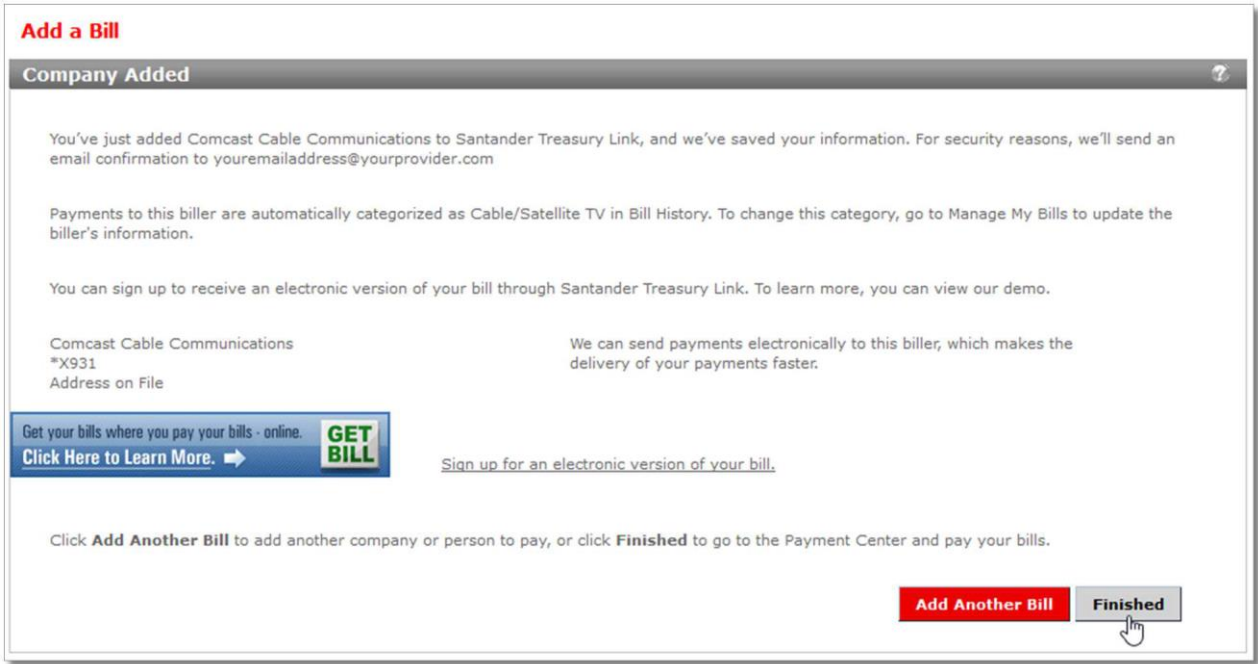 Add a Bill
Company Added
?
You've just added Comcast Cable Communications to Santander Treasury Link, and we've saved your information. For security reasons, we'll send an
email confirmation to youremailaddress@yourprovider.com
Payments to this biller are automatically categorized as Cable/Satellite TV in Bill History. To change this category, go to Manage My Bills to update the
biller's information.
You can sign up to receive an electronic version of your bill through Santander Treasury Link. To learn more, you can view our demo.
Comcast Cable Communications
*X931
Address on File
We can send payments electronically to this biller, which makes the
delivery of your payments faster.
Get your bills where you pay your bills - online.
Click Here to Learn More.
GET
BILL
Sign up for an electronic version of your bill.
Click Add Another Bill to add another company or person to pay, or click Finished to go to the Payment Center and pay your bills.
Add Another Bill
Finished